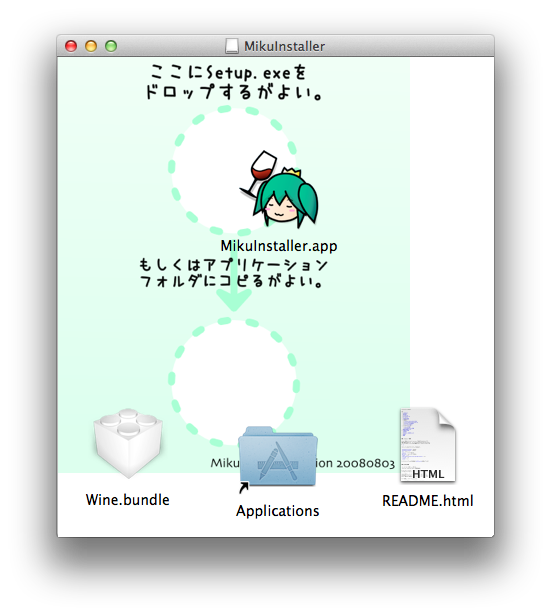 MikuInstaller
ここにSetup.exeを
ドロップするがよい。
MikuInstaller.app
もしくはアプリケーション
フォルダにコピるがよい。
Miku
ion 20080803
HTML
Wine.bundle
Applications
README.html